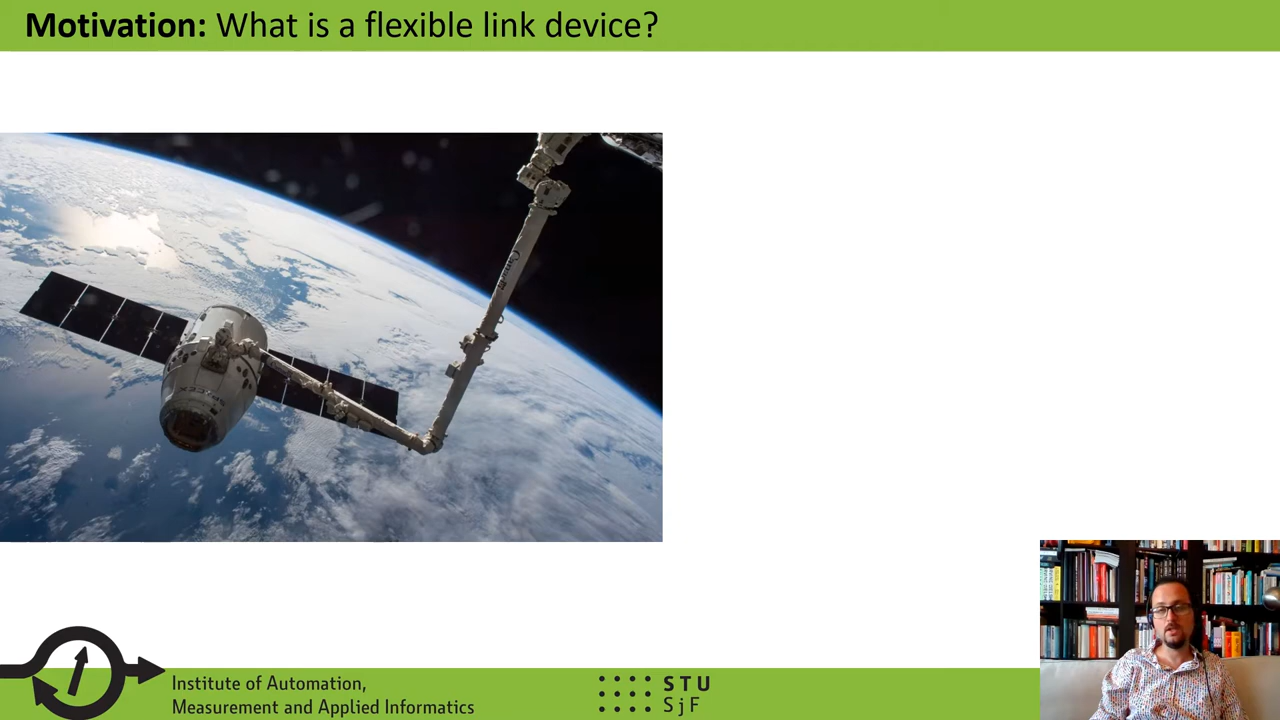 Motivation: What is a flexible link device?
Institute of Automation,
Measurement and Applied Informatics
STU
SjF